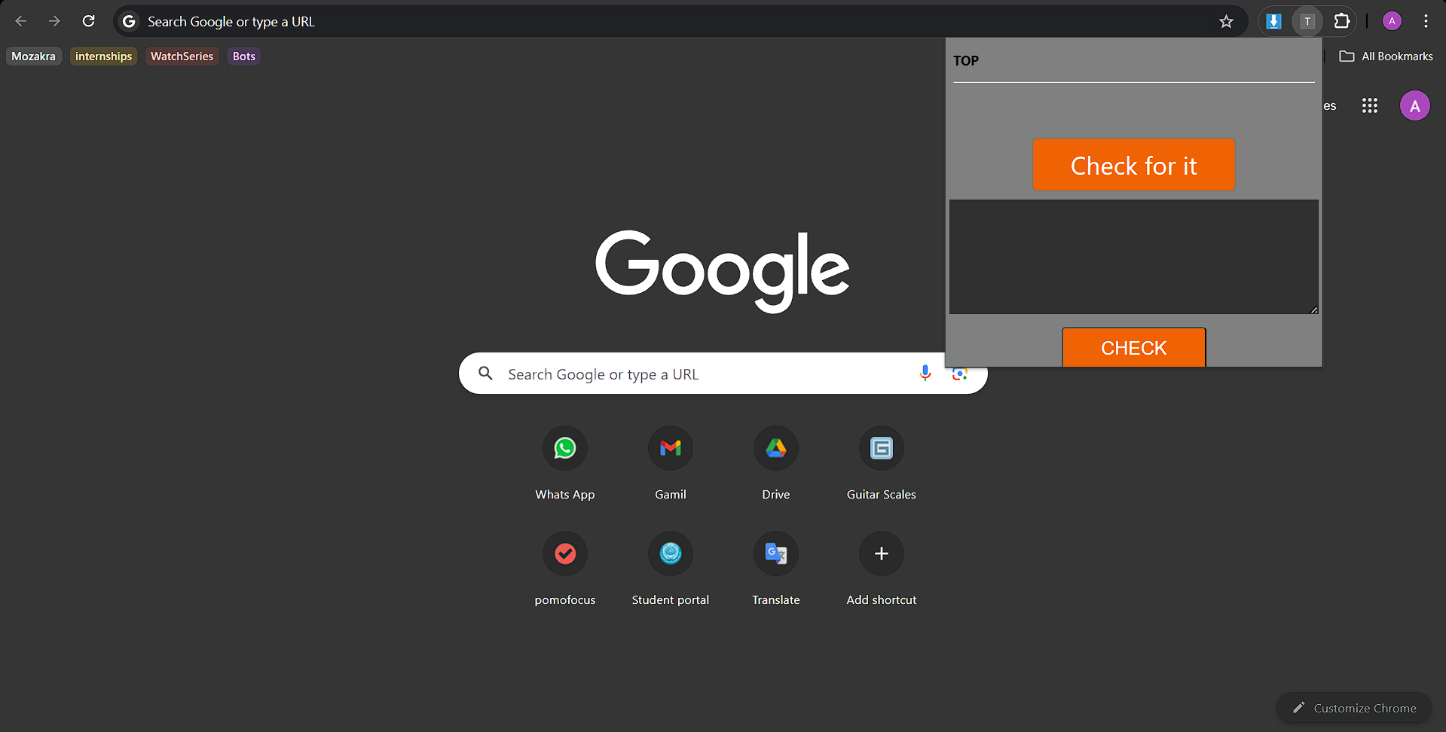 Search Google or type a URL
T
A
Mozakra
internships
WatchSeries
Bots
All Bookmarks
TOP
es
A
Check for it
Google
CHECK
Search Google or type a URL
Whats App
Gamil
Drive
Guitar Scales
pomofocus
Student portal
Translate
Add shortcut
Customize Chrome